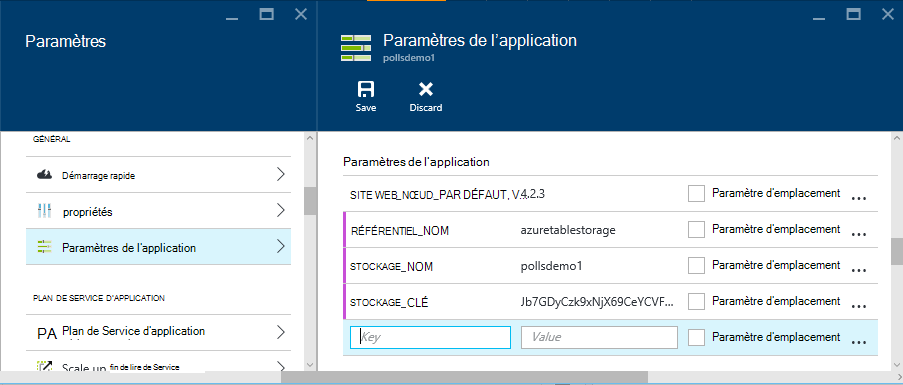 Paramètres
GÉNÉRAL
Démarrage rapide
propriétés
Paramètres de l'application
PLAN DE SERVICE D'APPLICATION
PA Plan de Service d'application
Scale up fin de lire de Service
Paramètres de l'application
pollsdemo1
Save
Discard
Paramètres de l'application
SITE WEB_NŒUD_PAR DÉFAUT, V.4.2.3 Paramètre d'emplacement ...
RÉFÉRENTIEL_NOM azuretablestorage Paramètre d'emplacement ...
STOCKAGE_NOM pollsdemo1 Paramètre d'emplacement ...
STOCKAGE_CLÉ Jb7GDyCzk9xNjX69CeYCVF... Paramètre d'emplacement ...
Key Value Paramètre d'emplacement ...